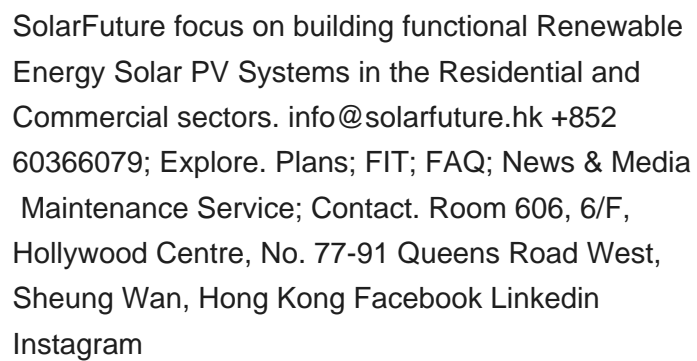 SolarFuture focus on building functional Renewable
Energy Solar PV Systems in the Residential and
Commercial sectors. info@solarfuture.hk +852
60366079; Explore. Plans; FIT; FAQ; News & Media
Maintenance Service; Contact. Room 606, 6/F,
Hollywood Centre, No. 77-91 Queens Road West,
Sheung Wan, Hong Kong Facebook Linkedin
Instagram